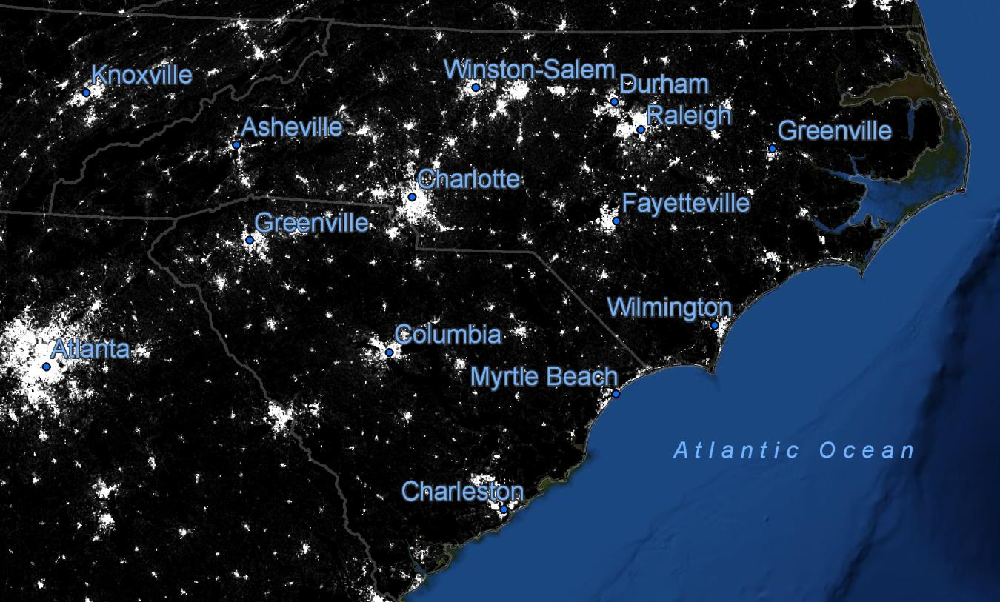 Knoxville
Winston-Salem
Durham
Raleigh
Asheville
Greenville
Charlotte
Fayetteville
Greenville
Wilmington
Columbia
Atlanta
Myrtle Beach
Atlantic Ocean
Charleston